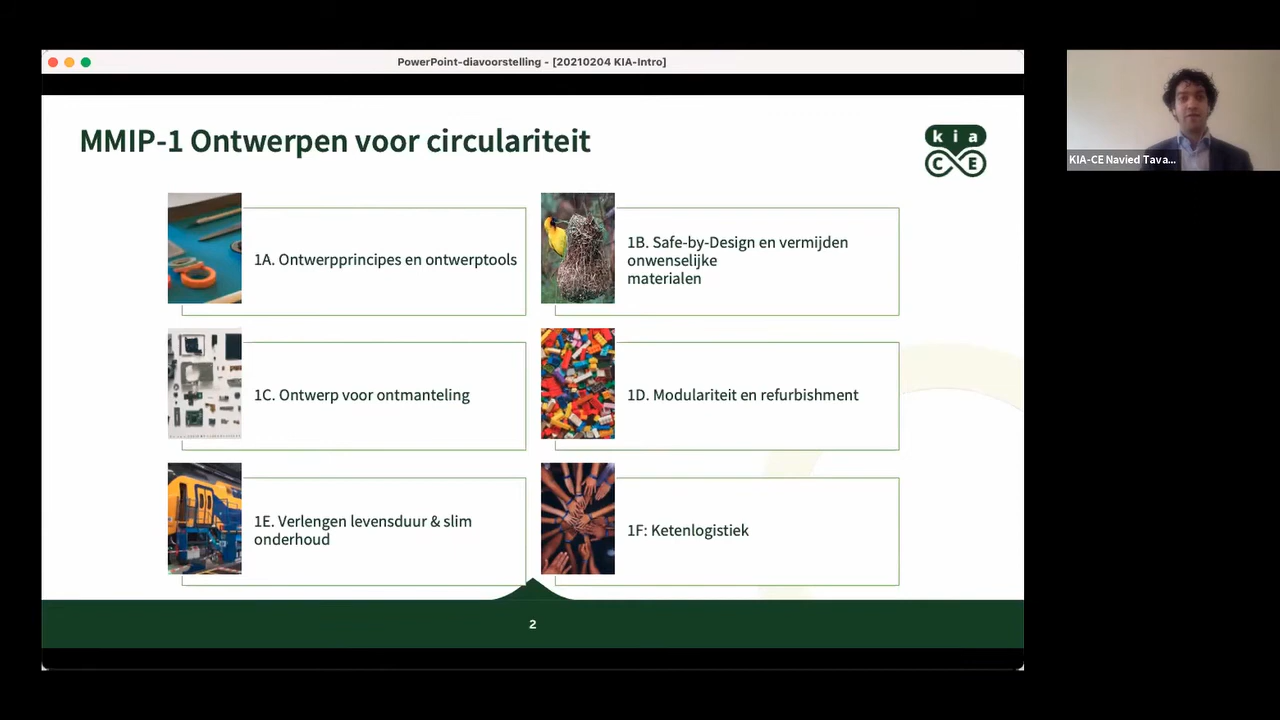 PowerPoint-diavoorstelling - [20210204 KIA-Intro]
MMIP-1 Ontwerpen voor circulariteit
kia
CE
1A. Ontwerpprincipes en ontwerptools
1B. Safe-by-Design en vermijden
onwenselijke
materialen
1C. Ontwerp voor ontmanteling
1D. Modulariteit en refurbishment
1E. Verlengen levensduur & slim
onderhoud
1F: Ketenlogistiek
2
KIA-CE Navied Tava...